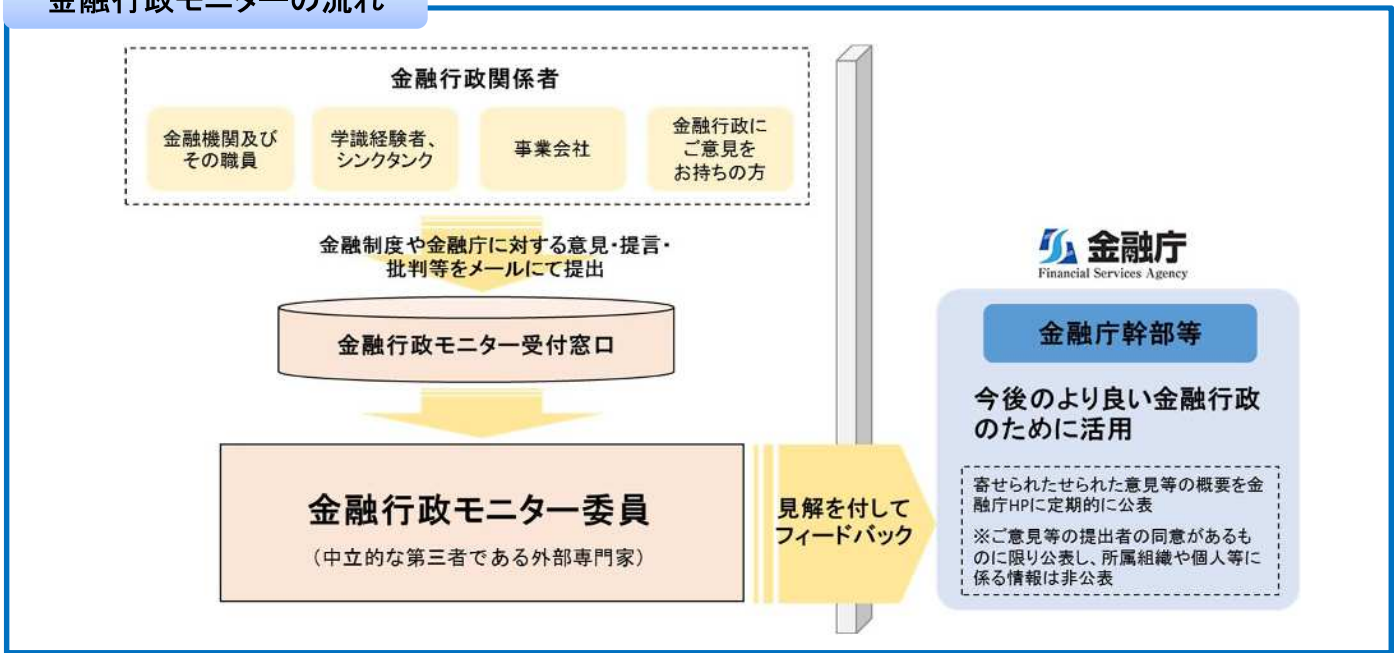 金融行政モニターの流れ
金融行政関係者
金融機関及び
その職員
学識経験者、
シンクタンク
事業会社
金融行政に
ご意見を
お持ちの方
金融制度や金融庁に対する意見・提言・
批判等をメールにて提出
金融行政モニター受付窓口
金融行政モニター委員
（中立的な第三者である外部専門家）
見解を付して
フィードバック
金融庁
Financial Services Agency
金融庁幹部等
今後のより良い金融行政
のために活用
寄せられたせられた意見等の概要を金
融庁HPに定期的に公表
※ご意見等の提出者の同意があるも
のに限り公表し、所属組織や個人等に
係る情報は非公表